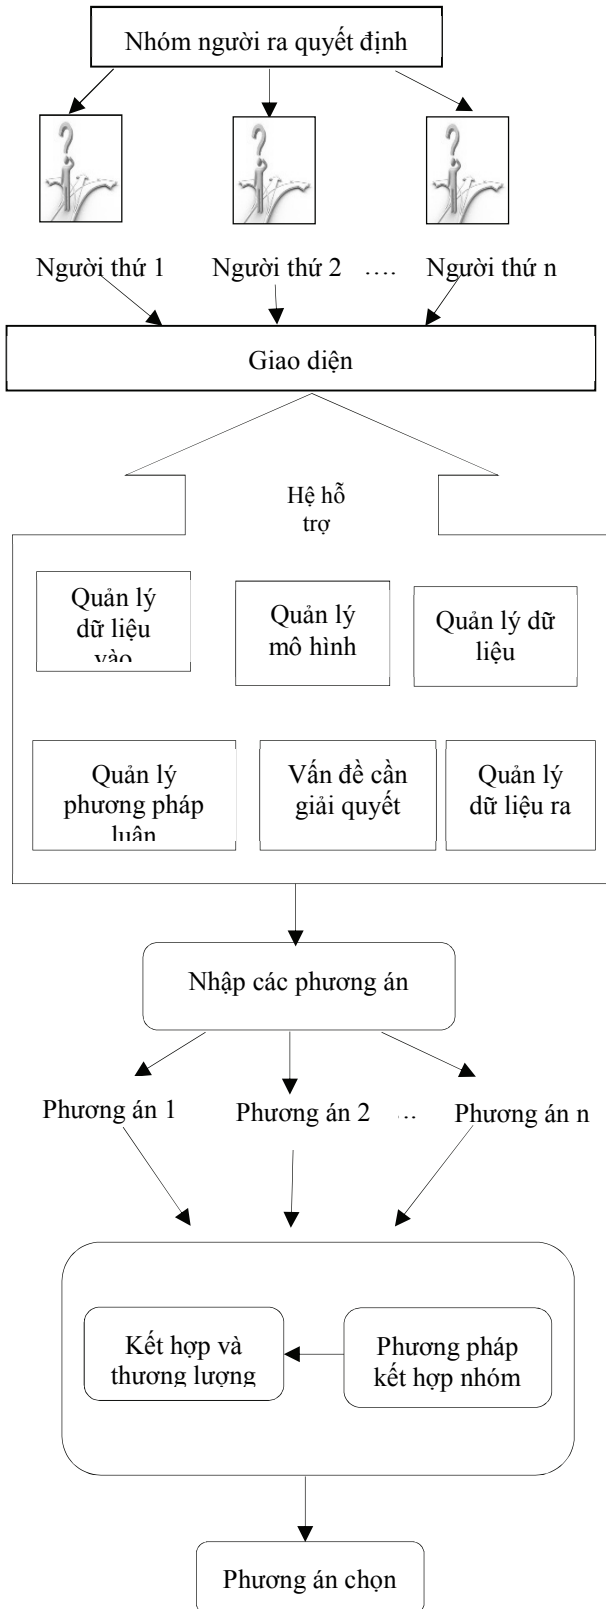 Nhóm người ra quyết định
Người thứ 1 Người thứ 2 .... Người thứ n
Giao diện
Hệ hỗ
trợ
Quản lý
dữ liệu
vào
Quản lý
mô hình
Quản lý dữ
liệu
Quản lý
phương pháp
luận
Vấn đề cần
giải quyết
Quản lý
dữ liệu ra
Nhập các phương án
Phương án 1 Phương án 2 ... Phương án n
Kết hợp và
thương lượng
Phương pháp
kết hợp nhóm
Phương án chọn